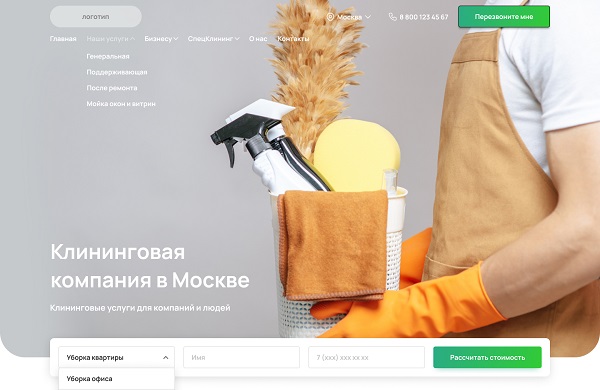 логотип
Москва
8 800 123 45 67
Перезвоните мне
Главная Наши услуги Бизнесу СпецКлининг О нас Контакты
Генеральная
Поддерживающая
После ремонта
Мойка окон и витрин
Клининговая
компания в Москве
Клининговые услуги для компаний и людей
Уборка квартиры
Имя
7 (xxx) xxx xx xx
Рассчитать стоимость
Уборка офиса